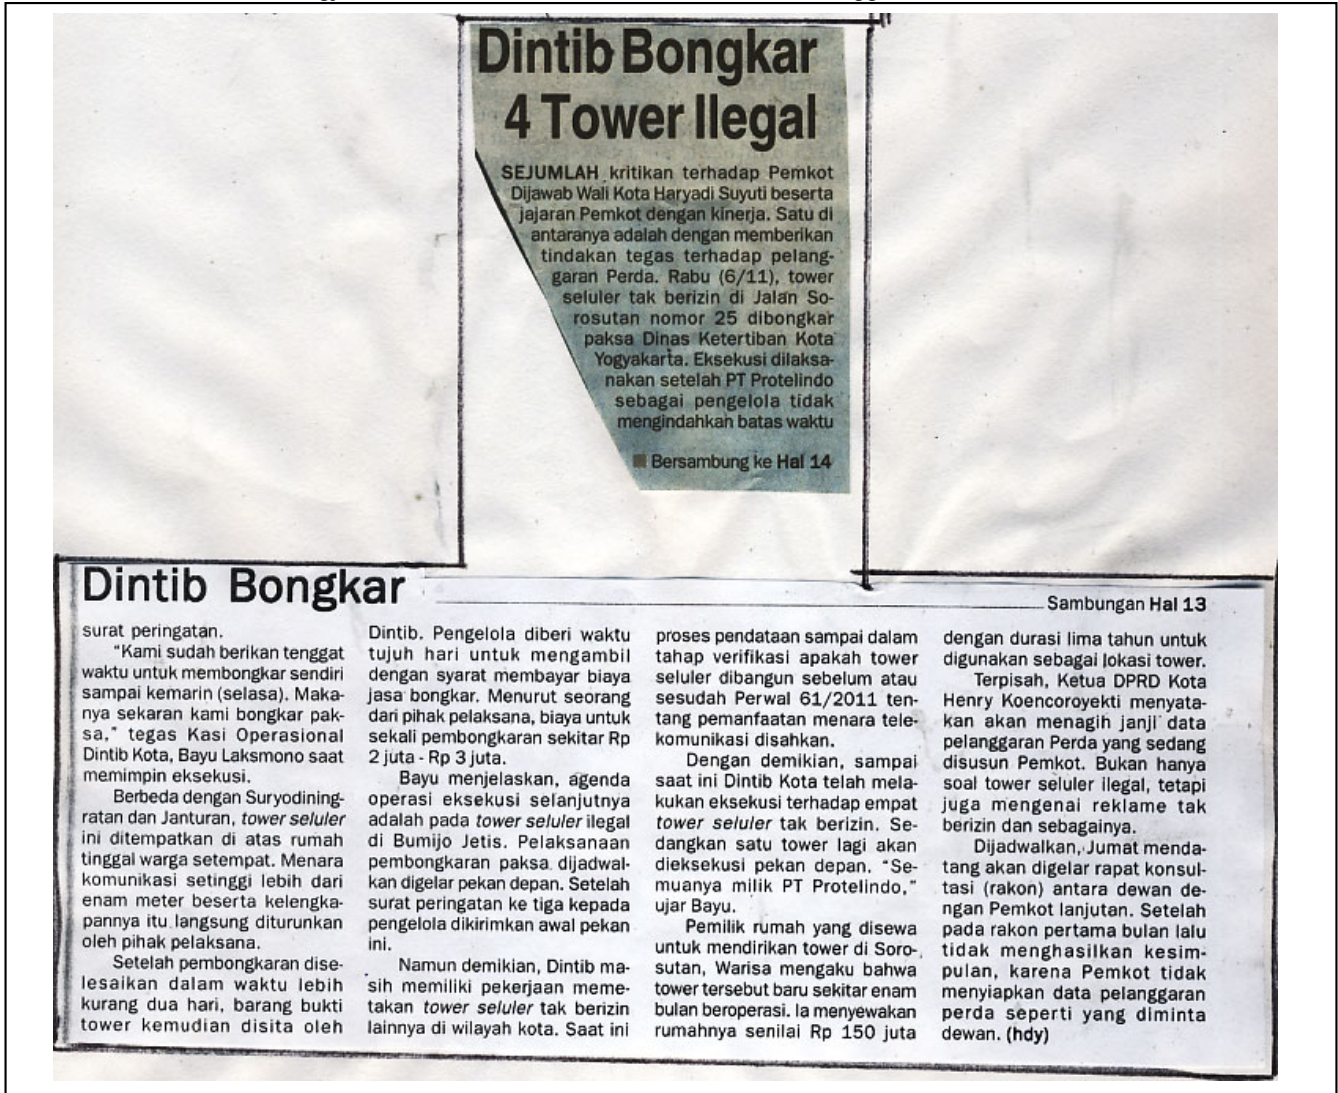 Dintib Bongkar
4 Tower Ilegal
SEJUMLAH kritikan terhadap Pemkot
Dijawab Wali Kota Haryadi Suyuti beserta
jajaran Pemkot dengan kinerja. Satu di
antaranya adalah dengan memberikan
tindakan tegas terhadap pelang-
garan Perda. Rabu (6/11), tower
seluler tak berizin di Jalan So-
rosutan nomor 25 dibongkar
paksa Dinas Ketertiban Kota
Yogyakarta. Eksekusi dilaksa-
nakan setelah PT Protelindo
sebagai pengelola tidak
mengindahkan batas waktu
■ Bersambung ke Hal 14
Dintib Bongkar
Sambungan Hal 13
surat peringatan.
"Kami sudah berikan tenggat
waktu untuk membongkar sendiri
sampai kemarin (selasa). Maka-
nya sekaran kami bongkar pak-
sa," tegas Kasi Operasional
Dintib Kota, Bayu Laksmono saat
memimpin eksekusi.
Berbeda dengan Suryodining-
ratan dan Janturan, tower seluler
ini ditempatkan di atas rumah
tinggal warga setempat. Menara
komunikasi setinggi lebih dari
enam meter beserta kelengka-
pannya itu langsung diturunkan
oleh pihak pelaksana.
Setelah pembongkaran dise-
lesaikan dalam waktu lebih
kurang dua hari, barang bukti
tower kemudian disita oleh
Dintib. Pengelola diberi waktu
tujuh hari untuk mengambil
dengan syarat membayar biaya
jasa bongkar. Menurut seorang
dari pihak pelaksana, biaya untuk
sekali pembongkaran sekitar Rp
2 juta - Rp 3 juta.
Bayu menjelaskan, agenda
operasi eksekusi selanjutnya
adalah pada tower seluler ilegal
di Bumijo Jetis. Pelaksanaan
pembongkaran paksa dijadwal-
kan digelar pekan depan. Setelah
surat peringatan ke tiga kepada
pengelola dikirimkan awal pekan
ini.
Namun demikian, Dintib ma-
sih memiliki pekerjaan meme-
takan tower seluler tak berizin
lainnya di wilayah kota. Saat ini
proses pendataan sampai dalam
tahap verifikasi apakah tower
seluler dibangun sebelum atau
sesudah Perwal 61/2011 ten-
tang pemanfaatan menara tele-
komunikasi disahkan.
Dengan demikian, sampai
saat ini Dintib Kota telah mela-
kukan eksekusi terhadap empat
tower seluler tak berizin. Se-
dangkan satu tower lagi akan
dieksekusi pekan depan. "Se-
muanya milik PT Protelindo,"
ujar Bayu.
Pemilik rumah yang disewa
untuk mendirikan tower di Soro-
sutan, Warisa mengaku bahwa
tower tersebut baru sekitar enam
bulan beroperasi. Ia menyewakan
rumahnya senilai Rp 150 juta
dengan durasi lima tahun untuk
digunakan sebagai lokasi tower.
Terpisah, Ketua DPRD Kota
Henry Koencoroyekti menyata-
kan akan menagih janji data
pelanggaran Perda yang sedang
disusun Pemkot. Bukan hanya
soal tower seluler ilegal, tetapi
juga mengenai reklame tak
berizin dan sebagainya.
Dijadwalkan, Jumat menda-
tang akan digelar rapat konsul-
tasi (rakon) antara dewan de-
ngan Pemkot lanjutan. Setelah
pada rakon pertama bulan lalu
tidak menghasilkan kesim-
pulan, karena Pemkot tidak
menyiapkan data pelanggaran
perda seperti yang diminta
dewan. (hdy)